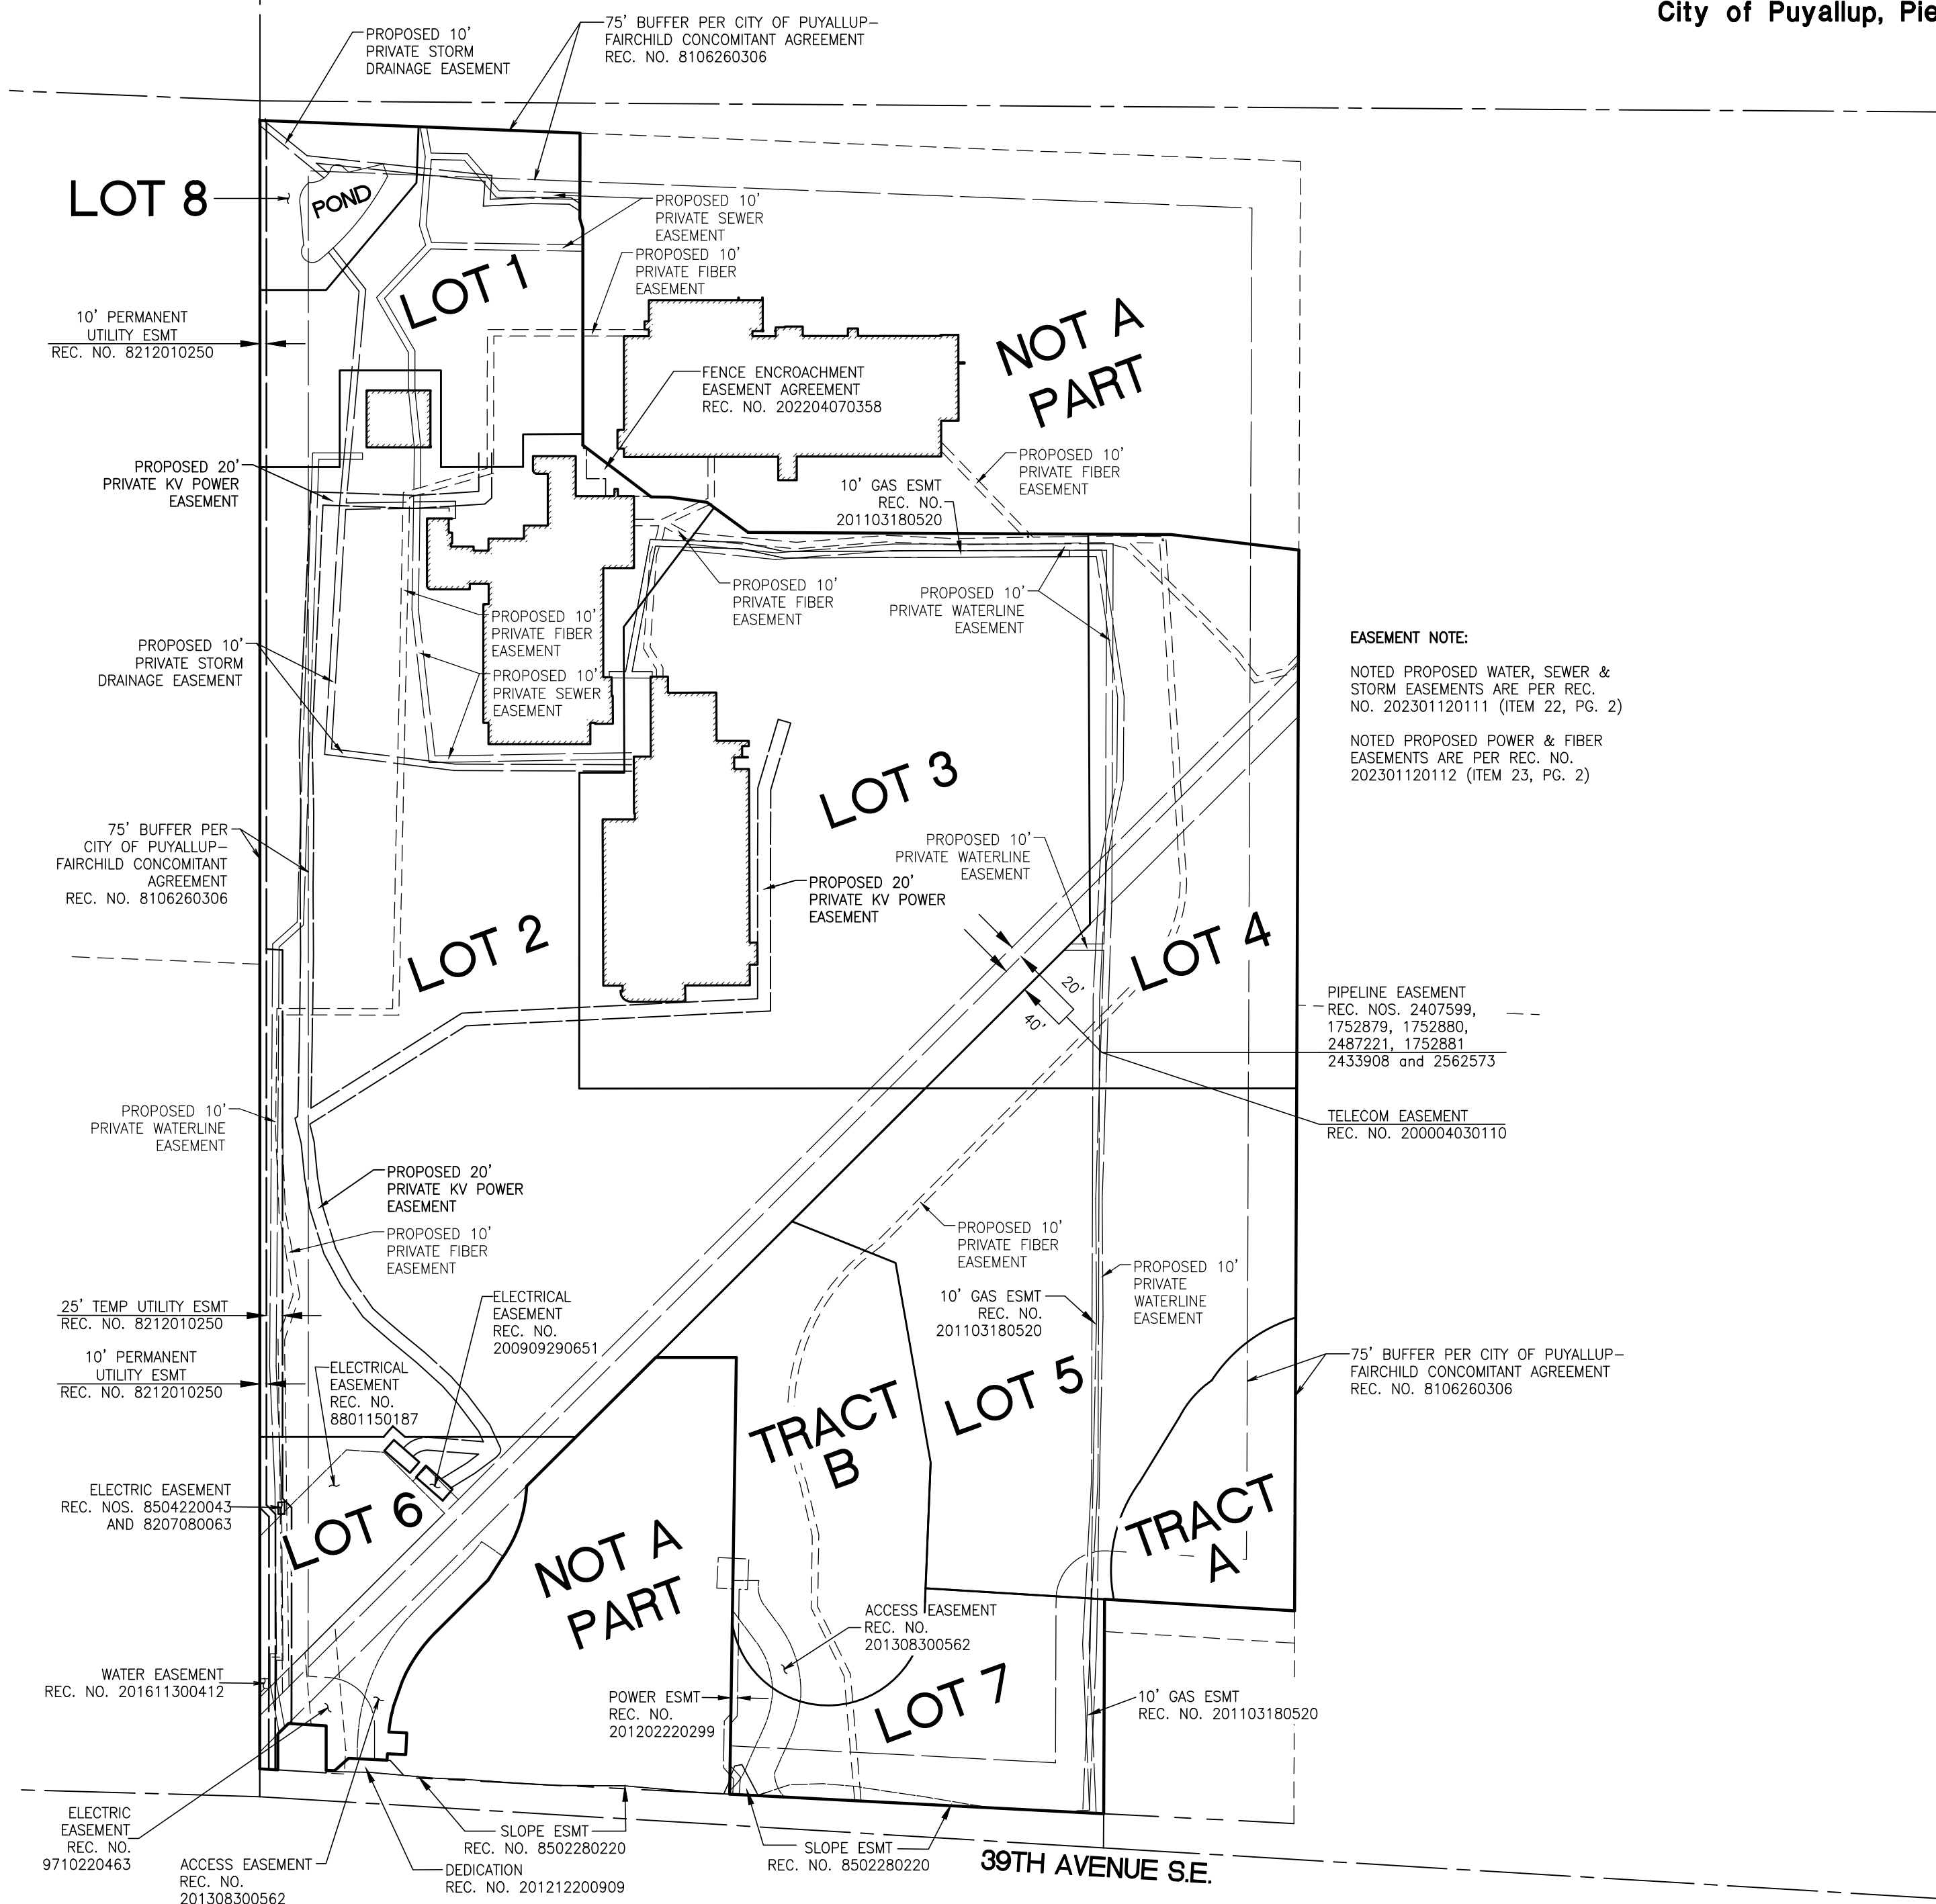 City of Puyallup, Pie
PROPOSED 10'
PRIVATE STORM
DRAINAGE EASEMENT
75' BUFFER PER CITY OF PUYALLUP-
FAIRCHILD CONCOMITANT AGREEMENT
REC. NO. 8106260306
LOT 8
POND
PROPOSED 10'
PRIVATE SEWER
EASEMENT
PROPOSED 10'
PRIVATE FIBER
EASEMENT
LOT 1
10' PERMANENT
UTILITY ESMT
REC. NO. 8212010250
NOT A
PART
FENCE ENCROACHMENT
EASEMENT AGREEMENT
REC. NO. 202204070358
PROPOSED 20'
PRIVATE KV POWER
EASEMENT
PROPOSED 10'
PRIVATE FIBER
EASEMENT
10' GAS ESMT
REC. NO.
201103180520
PROPOSED 10'
PRIVATE FIBER
EASEMENT
PROPOSED 10'
PRIVATE WATERLINE
EASEMENT
PROPOSED 10'
PRIVATE FIBER
EASEMENT
PROPOSED 10'
PRIVATE STORM
DRAINAGE EASEMENT
PROPOSED 10'
PRIVATE SEWER
EASEMENT
EASEMENT NOTE:
NOTED PROPOSED WATER, SEWER &
STORM EASEMENTS ARE PER REC.
NO. 202301120111 (ITEM 22, PG. 2)
NOTED PROPOSED POWER & FIBER
EASEMENTS ARE PER REC. NO.
202301120112 (ITEM 23, PG. 2)
LOT 3
75' BUFFER PER
CITY OF PUYALLUP-
FAIRCHILD CONCOMITANT
AGREEMENT
REC. NO. 8106260306
PROPOSED 10'
PRIVATE WATERLINE
EASEMENT
PROPOSED 20'
PRIVATE KV POWER
EASEMENT
LOT 2
LOT 4
20'
40'
PIPELINE EASEMENT
REC. NOS. 2407599,
1752879, 1752880,
2487221, 1752881
2433908 and 2562573
TELECOM EASEMENT
REC. NO. 200004030110
PROPOSED 10'
PRIVATE WATERLINE
EASEMENT
PROPOSED 20'
PRIVATE KV POWER
EASEMENT
PROPOSED 10'
PRIVATE FIBER
EASEMENT
PROPOSED 10'
PRIVATE FIBER
EASEMENT
PROPOSED 10'
PRIVATE
WATERLINE
EASEMENT
10' GAS ESMT
REC. NO.
201103180520
25' TEMP UTILITY ESMT
REC. NO. 8212010250
ELECTRICAL
EASEMENT
REC. NO.
200909290651
10' PERMANENT
UTILITY ESMT
REC. NO. 8212010250
ELECTRICAL
EASEMENT
REC. NO.
8801150187
75' BUFFER PER CITY OF PUYALLUP-
FAIRCHILD CONCOMITANT AGREEMENT
REC. NO. 8106260306
TRACT
B
LOT 5
ELECTRIC EASEMENT
REC. NOS. 8504220043
AND 8207080063
LOT 6
TRACT
A
NOT A
PART
ACCESS EASEMENT
REC. NO.
201308300562
WATER EASEMENT
REC. NO. 201611300412
POWER ESMT
REC. NO.
201202220299
LOT 7
10' GAS ESMT
REC. NO. 201103180520
ELECTRIC
EASEMENT
REC. NO.
9710220463
SLOPE ESMT
REC. NO. 8502280220
SLOPE ESMT
REC. NO. 8502280220
39TH AVENUE S.E.
ACCESS EASEMENT
REC. NO.
201308300562
DEDICATION
REC. NO. 201212200909